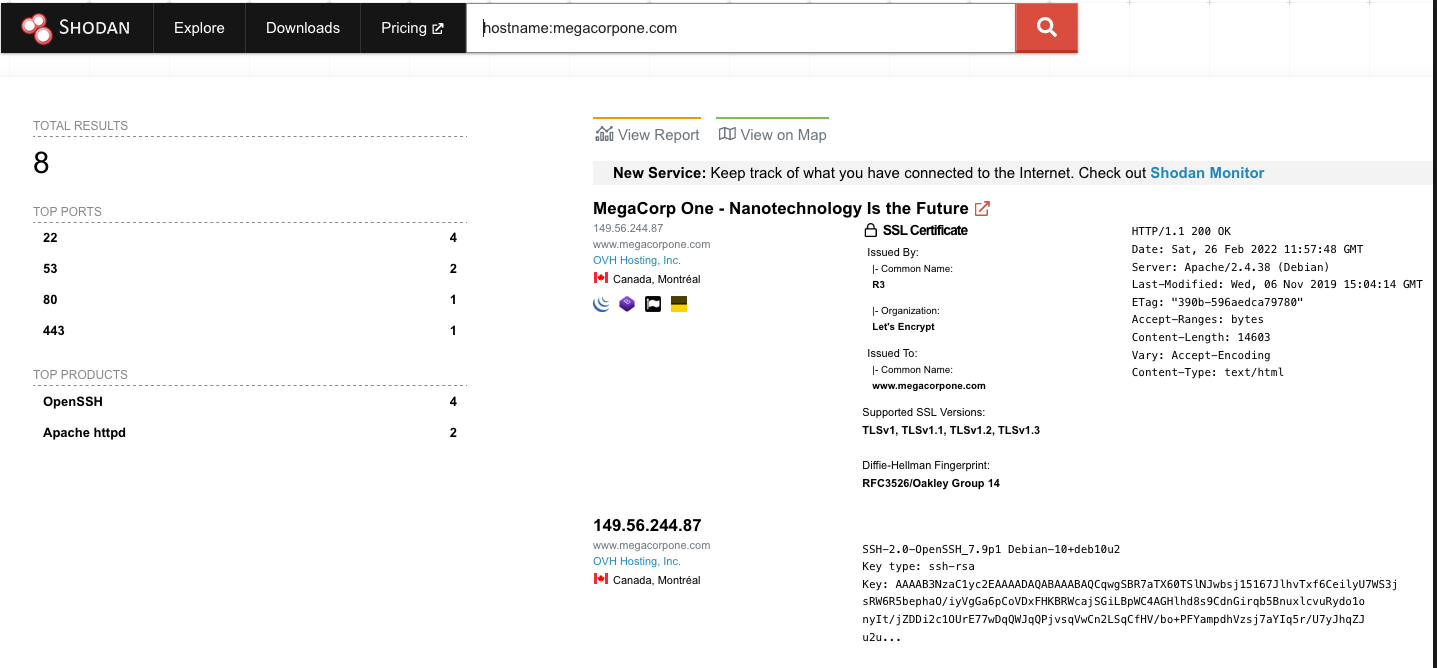 SHODAN
Explore
Downloads
Pricing
hostname:megacorpone.com
TOTAL RESULTS
8
TOP PORTS
22 4
53 2
80 1
443 1
TOP PRODUCTS
OpenSSH 4
Apache httpd 2
View Report
View on Map
New Service: Keep track of what you have connected to the Internet. Check out Shodan Monitor
MegaCorp One - Nanotechnology Is the Future
149.56.244.87
www.megacorpone.com
OVH Hosting, Inc.
Canada, Montréal
SSL Certificate
Issued By:
|- Common Name:
R3
|- Organization:
Let's Encrypt
Issued To:
|- Common Name:
www.megacorpone.com
Supported SSL Versions:
TLSv1, TLSv1.1, TLSv1.2, TLSv1.3
Diffie-Hellman Fingerprint:
RFC3526/Oakley Group 14
HTTP/1.1 200 OK
Date: Sat, 26 Feb 2022 11:57:48 GMT
Server: Apache/2.4.38 (Debian)
Last-Modified: Wed, 06 Nov 2019 15:04:14 GMT
ETag: "390b-596aedca79780"
Accept-Ranges: bytes
Content-Length: 14603
Vary: Accept-Encoding
Content-Type: text/html
149.56.244.87
www.megacorpone.com
OVH Hosting, Inc.
Canada, Montréal
SSH-2.0-OpenSSH_7.9p1 Debian-10+deb10u2
Key type: ssh-rsa
Key: AAAAB3NzaC1yc2EAAAADAQABAAABAQCqwgSBR7aTX60TSlNJwbsj15167JlhvTxf6CeilyU7WS3j
sRW6R5bephaO/iyVgGa6pCoVDxFHKBRWcajSGiLBpWC4AGHlhd8s9CdnGirqb5BnuxlcvuRydo1o
nyIt/jZDDi2c1OUrE77wDqQWJqQPjvsqVwCn2LSqCfHV/bo+PFYampdhVzsj7aYIq5r/U7yJhqZJ
u2u...